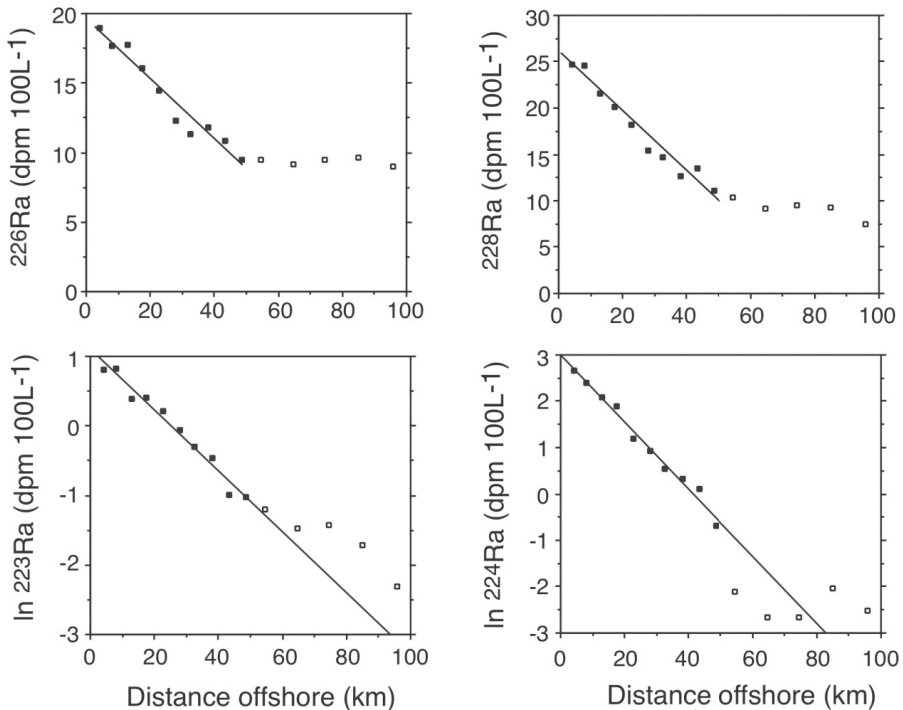 226Ra (dpm 100L-1)
20
15
10
5
0
0 20 40 60 80 100
228Ra (dpm 100L-1)
30
25
20
15
10
5
0
0 20 40 60 80 100
ln 223Ra (dpm 100L-1)
1
0
-1
-2
-3
0 20 40 60 80 100
Distance offshore (km)
ln 224Ra (dpm 100L-1)
3
2
1
0
-1
-2
-3
0 20 40 60 80 100
Distance offshore (km)